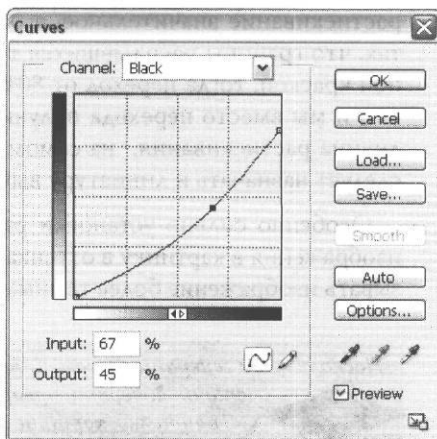 Curves
Channel: Black
OK
Cancel
Load...
Save...
Smooth
Auto
Options...
Input: 67 %
Output: 45 %
Preview